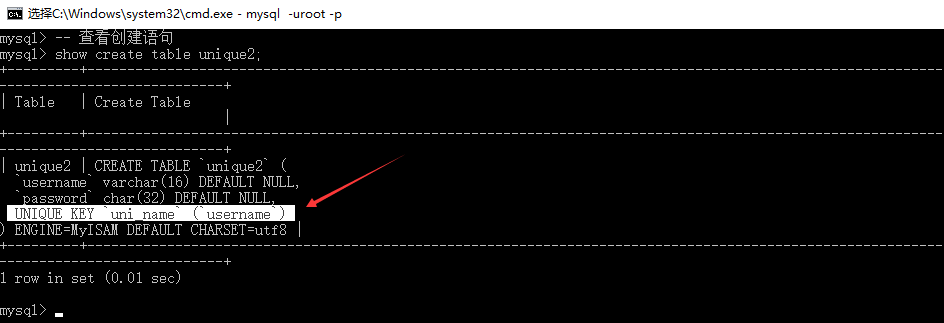 选择C:\Windows\system32\cmd.exe - mysql  -uroot -p
mysql> -- 查看创建语句
mysql> show create table unique2;
+---------+--------------------------------------------------------------------------------------------------------
----------------------------+
| Table   | Create Table
                            |
+---------+--------------------------------------------------------------------------------------------------------
----------------------------+
| unique2 | CREATE TABLE `unique2` (
  `username` varchar(16) DEFAULT NULL,
  `password` char(32) DEFAULT NULL,
  UNIQUE KEY `uni_name` (`username`)
) ENGINE=MyISAM DEFAULT CHARSET=utf8 |
+---------+--------------------------------------------------------------------------------------------------------
----------------------------+
1 row in set (0.01 sec)
mysql>